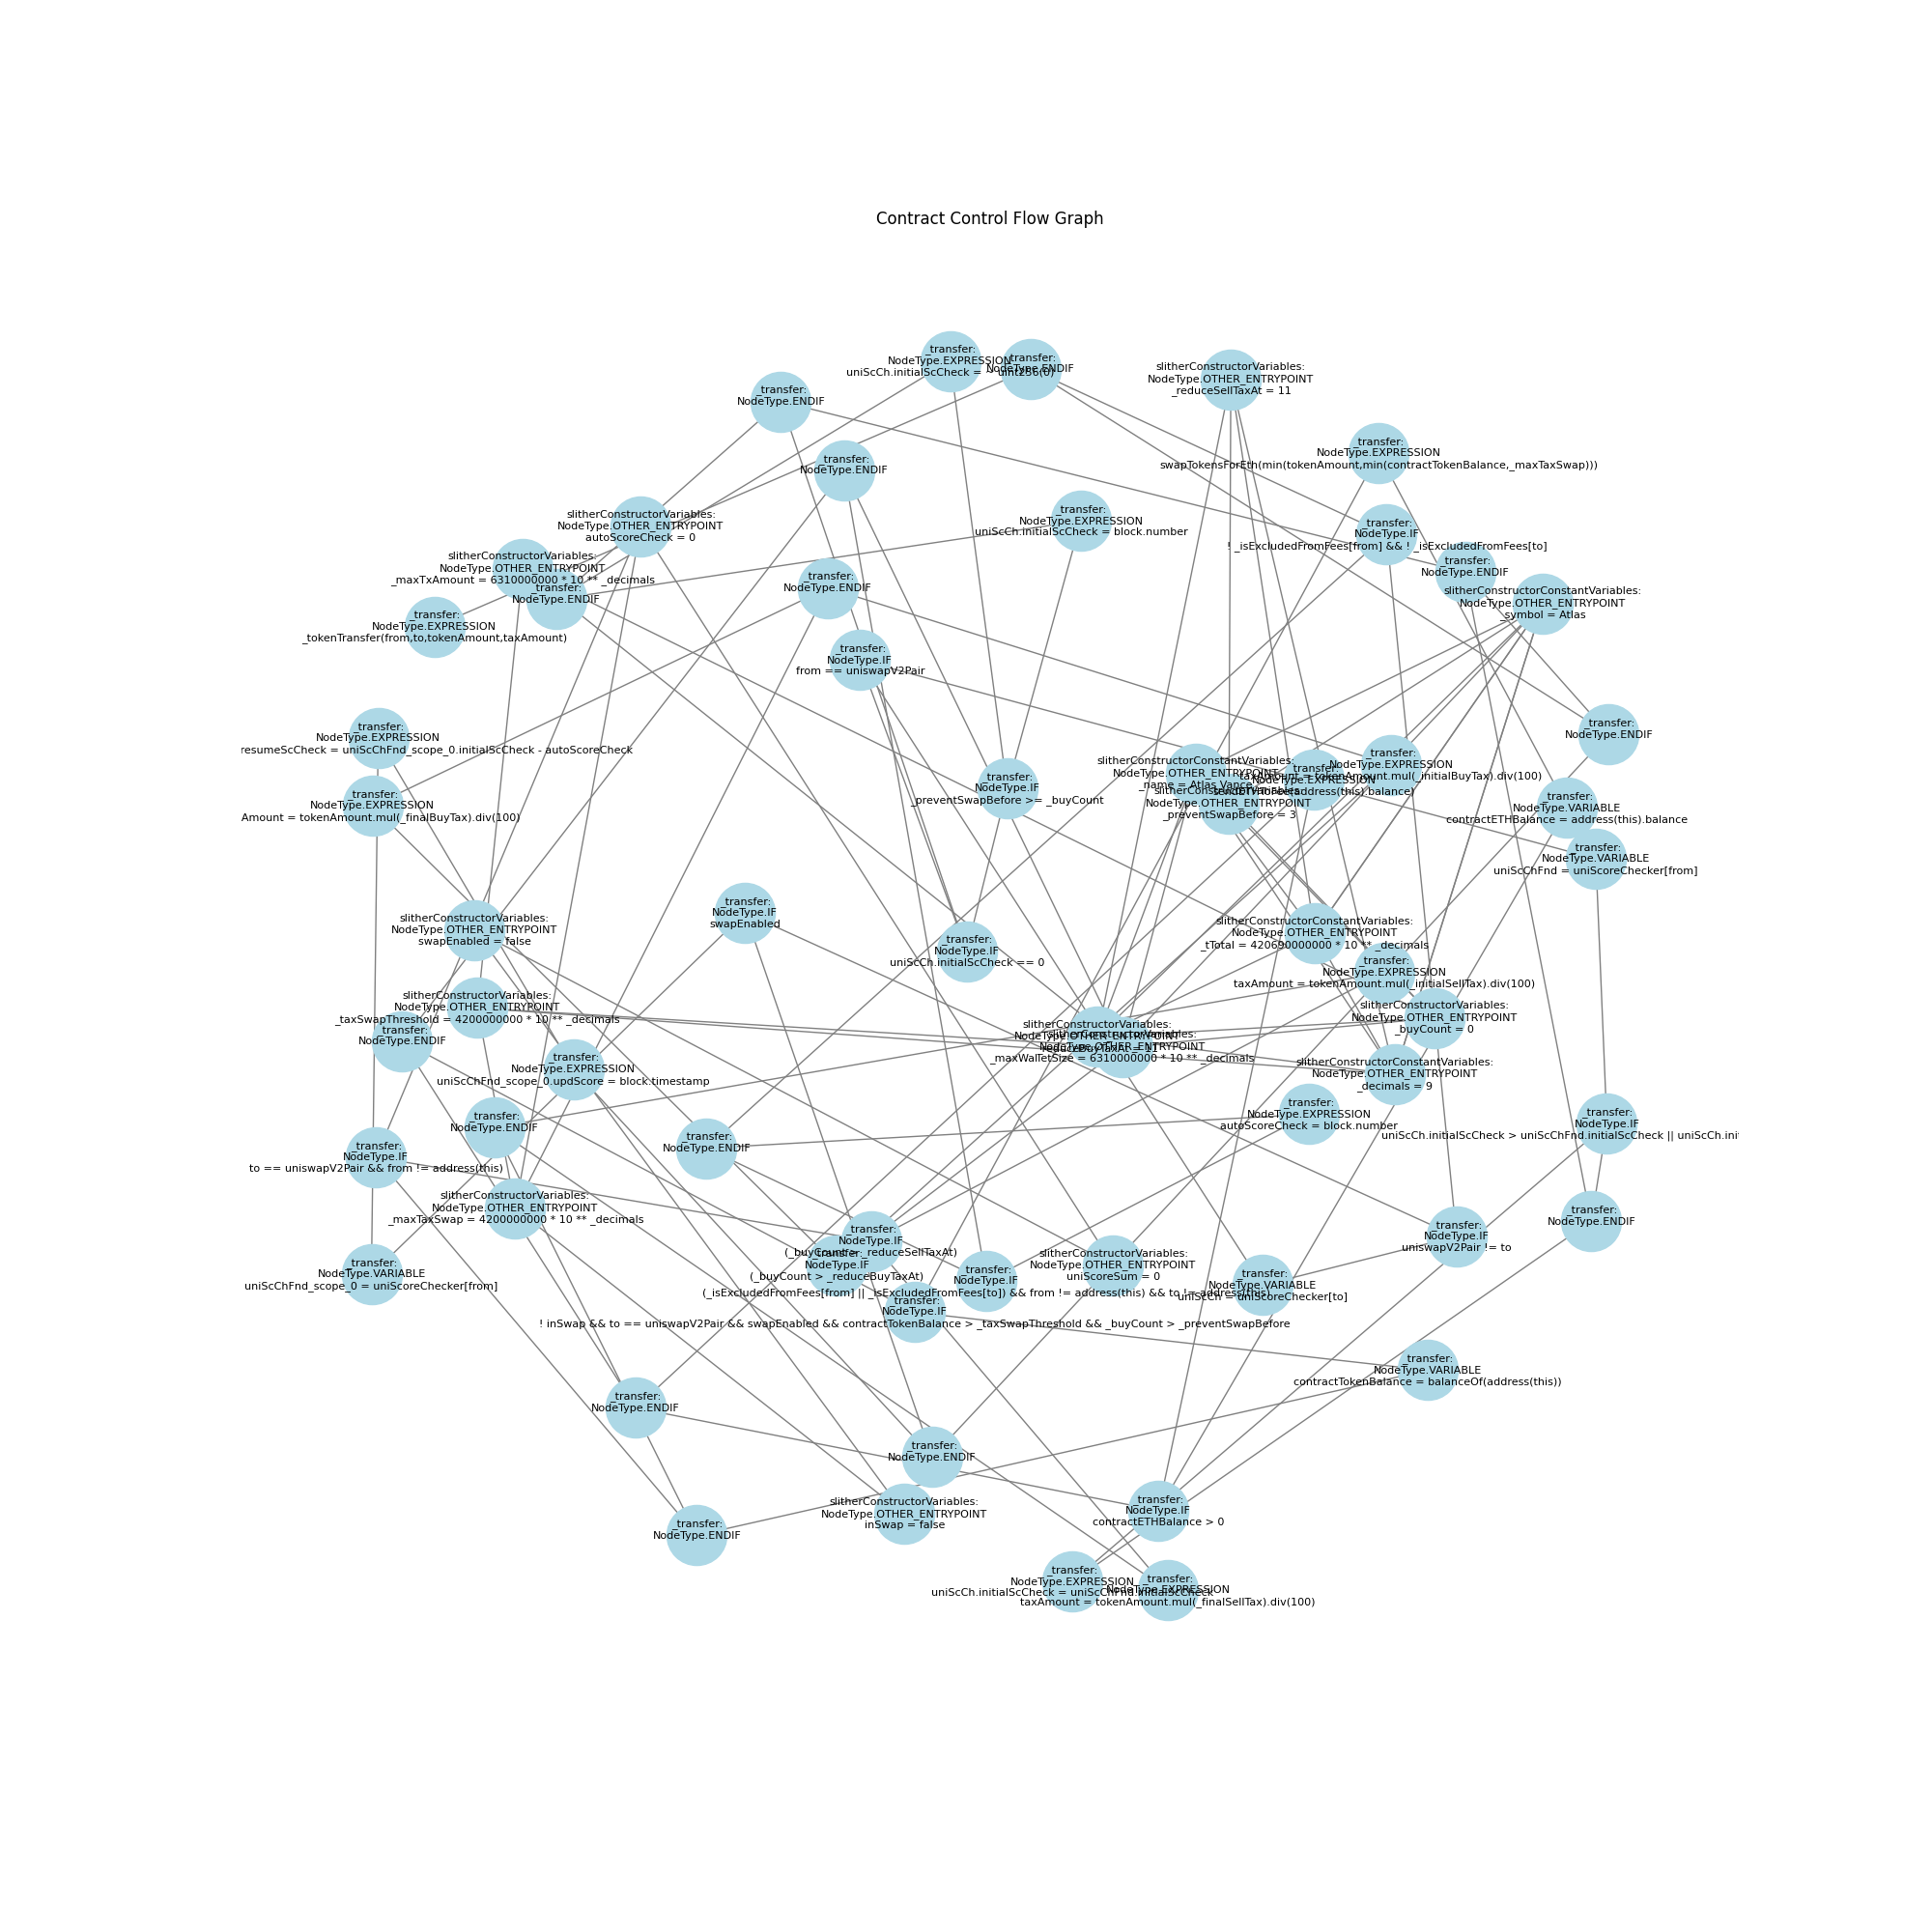 Contract Control Flow Graph
_transfer:
NodeType.EXPRESSION
uniScCh.initialScCheck = ~ uint256(0)
_transfer:
NodeType.ENDIF
slitherConstructorVariables:
NodeType.OTHER_ENTRYPOINT
_reduceSellTaxAt = 11
_transfer:
NodeType.ENDIF
_transfer:
NodeType.EXPRESSION
swapTokensForEth(min(tokenAmount,min(contractTokenBalance,_maxTaxSwap)))
_transfer:
NodeType.ENDIF
slitherConstructorVariables:
NodeType.OTHER_ENTRYPOINT
autoScoreCheck = 0
_transfer:
NodeType.EXPRESSION
uniScCh.initialScCheck = block.number
_transfer:
NodeType.IF
! _isExcludedFromFees[from] && ! _isExcludedFromFees[to]
slitherConstructorVariables:
NodeType.OTHER_ENTRYPOINT
_maxTxAmount = 6310000000 * 10 ** _decimals
_transfer:
NodeType.ENDIF
_transfer:
NodeType.ENDIF
_transfer:
NodeType.ENDIF
slitherConstructorConstantVariables:
NodeType.OTHER_ENTRYPOINT
_symbol = Atlas
_transfer:
NodeType.EXPRESSION
_tokenTransfer(from,to,tokenAmount,taxAmount)
_transfer:
NodeType.IF
from == uniswapV2Pair
_transfer:
NodeType.EXPRESSION
resumeScCheck = uniScChFnd_scope_0.initialScCheck - autoScoreCheck
_transfer:
NodeType.ENDIF
slitherConstructorConstantVariables:
NodeType.OTHER_ENTRYPOINT
_name = Atlas Vance
_transfer:
NodeType.EXPRESSION
taxAmount = tokenAmount.mul(_initialBuyTax).div(100)
_transfer:
NodeType.EXPRESSION
sendETHToFee(address(this).balance)
_transfer:
NodeType.IF
_preventSwapBefore >= _buyCount
slitherConstructorVariables:
NodeType.OTHER_ENTRYPOINT
_preventSwapBefore = 3
_transfer:
NodeType.EXPRESSION
Amount = tokenAmount.mul(_finalBuyTax).div(100)
_transfer:
NodeType.VARIABLE
contractETHBalance = address(this).balance
_transfer:
NodeType.VARIABLE
uniScChFnd = uniScoreChecker[from]
_transfer:
NodeType.IF
swapEnabled
slitherConstructorVariables:
NodeType.OTHER_ENTRYPOINT
swapEnabled = false
slitherConstructorConstantVariables:
NodeType.OTHER_ENTRYPOINT
_tTotal = 420690000000 * 10 ** _decimals
_transfer:
NodeType.IF
uniScCh.initialScCheck == 0
_transfer:
NodeType.EXPRESSION
taxAmount = tokenAmount.mul(_initialSellTax).div(100)
slitherConstructorVariables:
NodeType.OTHER_ENTRYPOINT
_taxSwapThreshold = 4200000000 * 10 ** _decimals
slitherConstructorVariables:
NodeType.OTHER_ENTRYPOINT
_buyCount = 0
_transfer:
NodeType.ENDIF
slitherConstructorVariables:
NodeType.OTHER_ENTRYPOINT
_reduceBuyTaxAt = 11
slitherConstructorVariables:
NodeType.OTHER_ENTRYPOINT
_maxWalletSize = 6310000000 * 10 ** _decimals
_transfer:
NodeType.EXPRESSION
uniScChFnd_scope_0.updScore = block.timestamp
slitherConstructorConstantVariables:
NodeType.OTHER_ENTRYPOINT
_decimals = 9
_transfer:
NodeType.ENDIF
_transfer:
NodeType.EXPRESSION
autoScoreCheck = block.number
_transfer:
NodeType.IF
uniScCh.initialScCheck > uniScChFnd.initialScCheck || uniScCh.init
_transfer:
NodeType.ENDIF
_transfer:
NodeType.IF
to == uniswapV2Pair && from != address(this)
slitherConstructorVariables:
NodeType.OTHER_ENTRYPOINT
_maxTaxSwap = 4200000000 * 10 ** _decimals
_transfer:
NodeType.ENDIF
_transfer:
NodeType.IF
(_buyCount > _reduceSellTaxAt)
_transfer:
NodeType.IF
uniswapV2Pair != to
_transfer:
NodeType.IF
(_buyCount > _reduceBuyTaxAt)
slitherConstructorVariables:
NodeType.OTHER_ENTRYPOINT
uniScoreSum = 0
_transfer:
NodeType.VARIABLE
uniScChFnd_scope_0 = uniScoreChecker[from]
_transfer:
NodeType.IF
(_isExcludedFromFees[from] || _isExcludedFromFees[to]) && from != address(this) && to != address(this)
_transfer:
NodeType.VARIABLE
uniScCh = uniScoreChecker[to]
_transfer:
NodeType.IF
! inSwap && to == uniswapV2Pair && swapEnabled && contractTokenBalance > _taxSwapThreshold && _buyCount > _preventSwapBefore
_transfer:
NodeType.VARIABLE
contractTokenBalance = balanceOf(address(this))
_transfer:
NodeType.ENDIF
_transfer:
NodeType.ENDIF
slitherConstructorVariables:
NodeType.OTHER_ENTRYPOINT
inSwap = false
_transfer:
NodeType.IF
contractETHBalance > 0
_transfer:
NodeType.ENDIF
_transfer:
NodeType.EXPRESSION
uniScCh.initialScCheck = uniScChFnd.initialScCheck
_transfer:
NodeType.EXPRESSION
taxAmount = tokenAmount.mul(_finalSellTax).div(100)